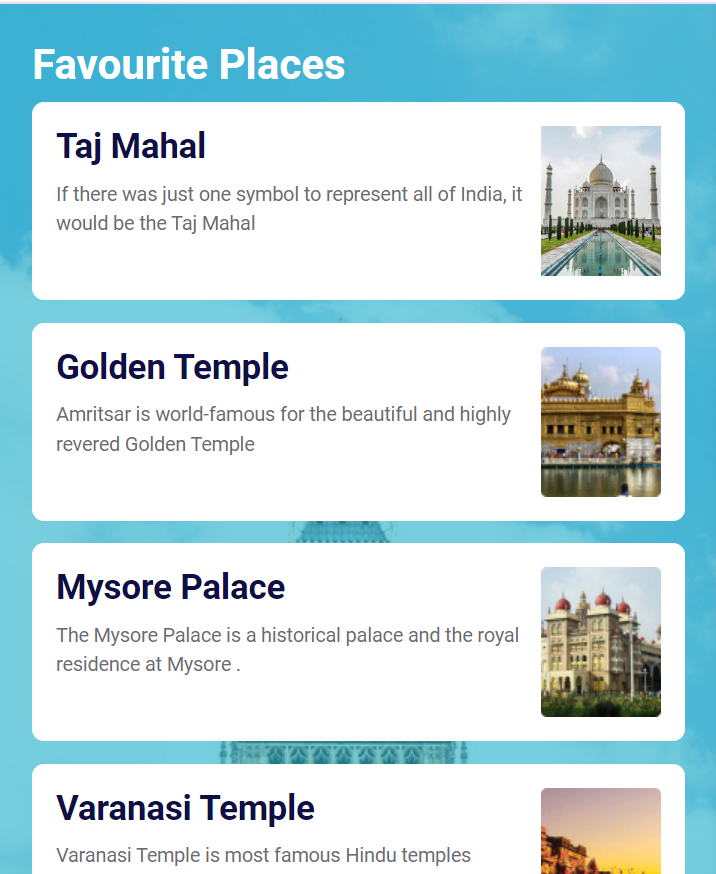 Favourite Places
Taj Mahal
If there was just one symbol to represent all of India, it
would be the Taj Mahal
Golden Temple
Amritsar is world-famous for the beautiful and highly
revered Golden Temple
Mysore Palace
The Mysore Palace is a historical palace and the royal
residence at Mysore .
Varanasi Temple
Varanasi Temple is most famous Hindu temples